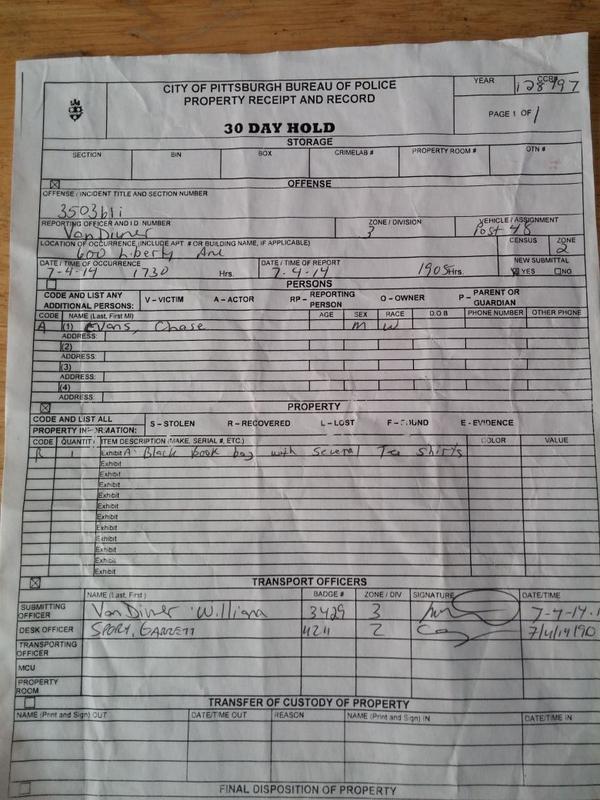 CITY OF PITTSBURGH BUREAU OF POLICE
PROPERTY RECEIPT AND RECORD
30 DAY HOLD
YEAR CCR# 128797
PAGE 1 OF 1
STORAGE
SECTION BIN BOX CRIMELAB # PROPERTY ROOM # OTN #
OFFENSE
OFFENSE / INCIDENT TITLE AND SECTION NUMBER
3503b1i
REPORTING OFFICER AND I.D. NUMBER ZONE / DIVISION VEHICLE / ASSIGNMENT
VanDiner 3 Post 48
LOCATION OF OCCURRENCE (INCLUDE APT # OR BUILDING NAME, IF APPLICABLE) CENSUS ZONE
600 Liberty Ave 2
DATE / TIME OF OCCURRENCE DATE / TIME OF REPORT NEW SUBMITTAL
7-4-14 1730 Hrs. 7-4-14 1905 Hrs. YES NO
PERSONS
CODE AND LIST ANY ADDITIONAL PERSONS: V – VICTIM A – ACTOR RP – REPORTING PERSON O – OWNER P – PARENT OR GUARDIAN
CODE NAME (Last, First MI) AGE SEX RACE D.O.B PHONE NUMBER OTHER PHONE
A (1) Evans, Chase M W
ADDRESS:
(2)
ADDRESS:
(3)
ADDRESS:
(4)
ADDRESS:
PROPERTY
CODE AND LIST ALL PROPERTY INFORMATION: S – STOLEN R – RECOVERED L – LOST F – FOUND E - EVIDENCE
CODE QUANTITY ITEM DESCRIPTION (MAKE, SERIAL #, ETC.) COLOR VALUE
R 1 Exhibit A: Black book bag with several Tee shirts
Exhibit
Exhibit
Exhibit
Exhibit
Exhibit
Exhibit
Exhibit
Exhibit
TRANSPORT OFFICERS
NAME (Last, First) BADGE # ZONE / DIV SIGNATURE DATE/TIME
SUBMITTING OFFICER VanDiner William 3429 3 7-4-14
DESK OFFICER SPORY, GARRETT 4211 2
TRANSPORTING OFFICER
MCU
PROPERTY ROOM
TRANSFER OF CUSTODY OF PROPERTY
NAME (Print and Sign) OUT DATE/TIME OUT REASON NAME (Print and Sign) IN DATE/TIME IN
FINAL DISPOSITION OF PROPERTY